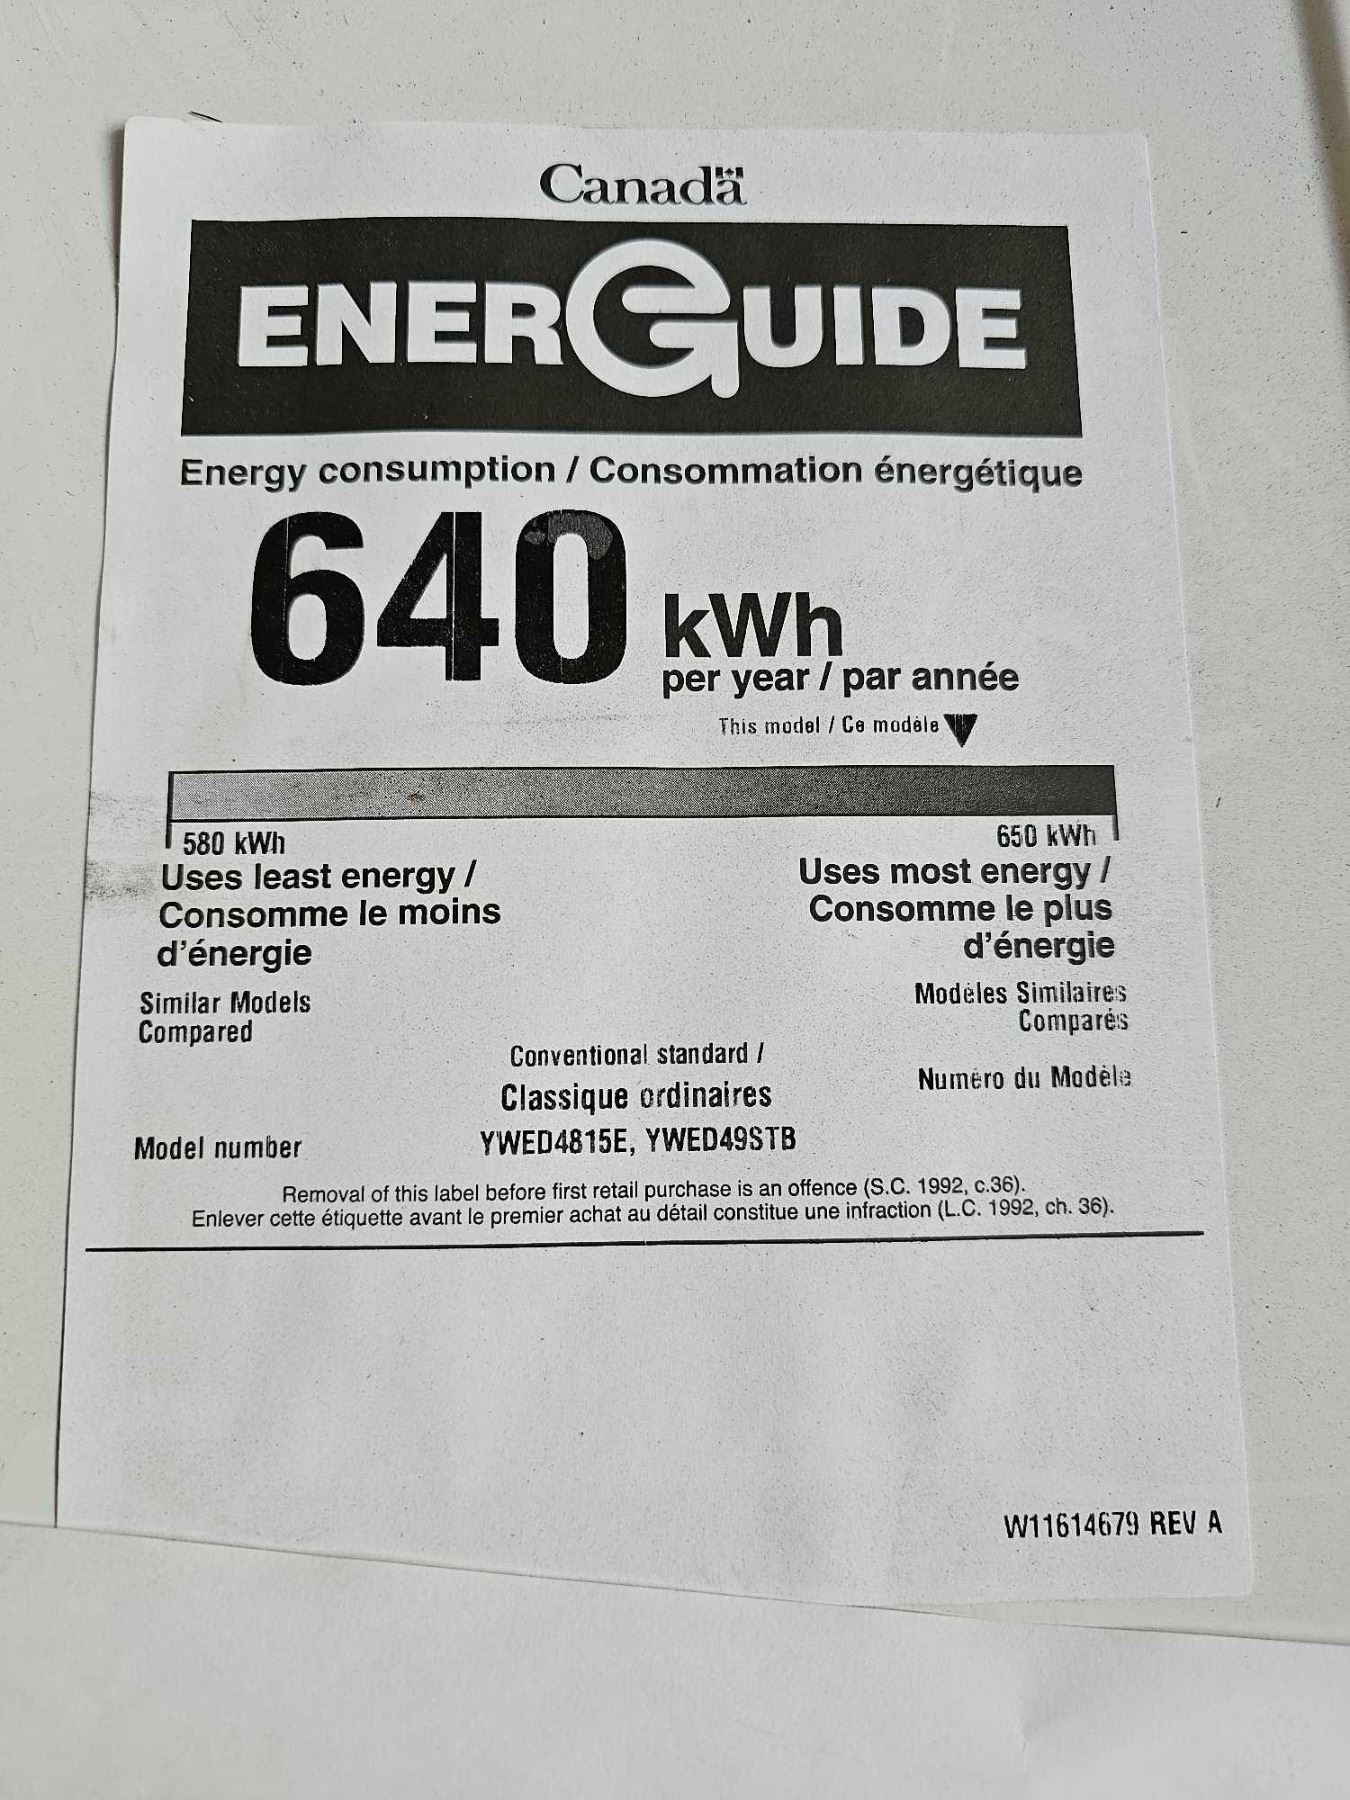 Canada
ENERGUIDE
Energy consumption / Consommation énergétique
640 kWh
per year / par année
This model / Ce modèle
580 kWh
650 kWh
Uses least energy /
Consomme le moins
d'énergie
Uses most energy /
Consomme le plus
d'énergie
Similar Models
Compared
Modèles Similaires
Comparés
Conventional standard /
Classique ordinaires
Numéro du Modèle
Model number
YWED4815E, YWED49STB
Removal of this label before first retail purchase is an offence (S.C. 1992, c.36).
Enlever cette étiquette avant le premier achat au détail constitue une infraction (L.C. 1992, ch. 36).
W11614679 REV A